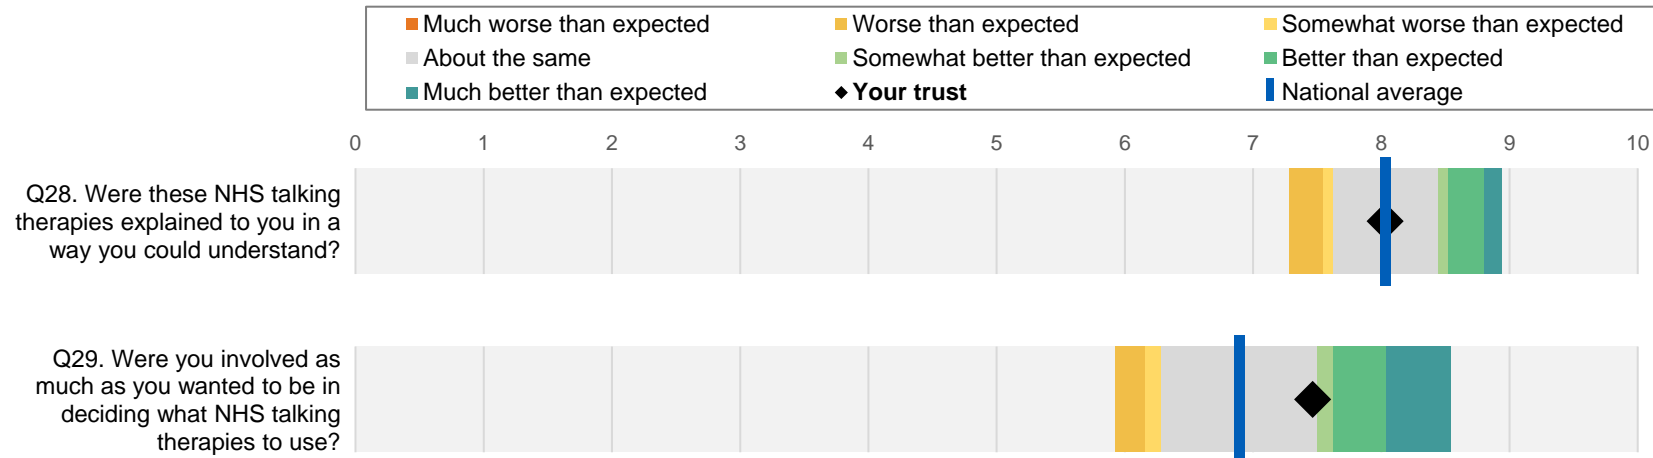 Much worse than expected Worse than expected Somewhat worse than expected
About the same Somewhat better than expected Better than expected
Much better than expected Your trust National average
0 1 2 3 4 5 6 7 8 9 10
Q28. Were these NHS talking
therapies explained to you in a
way you could understand?
Q29. Were you involved as
much as you wanted to be in
deciding what NHS talking
therapies to use?